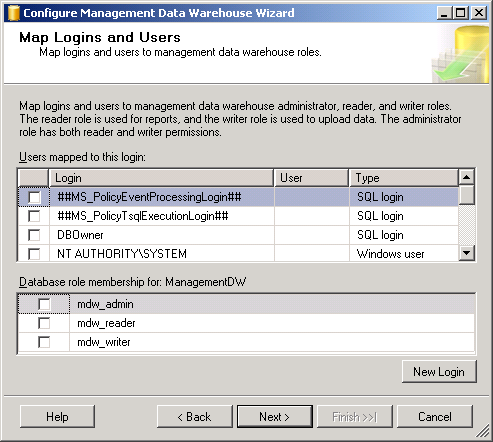 Configure Management Data Warehouse Wizard
Map Logins and Users
Map logins and users to management data warehouse roles.
Map logins and users to management data warehouse administrator, reader, and writer roles.
The reader role is used for reports, and the writer role is used to upload data. The administrator
role has both reader and writer permissions.
Users mapped to this login:
Login User Type
##MS_PolicyEventProcessingLogin## SQL login
##MS_PolicyTsqlExecutionLogin## SQL login
DBOwner SQL login
NT AUTHORITY\SYSTEM Windows user
Database role membership for: ManagementDW
mdw_admin
mdw_reader
mdw_writer
New Login
Help < Back Next > Finish >>| Cancel